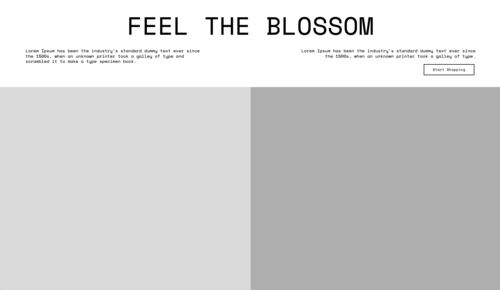 FEEL THE BLOSSOM
Lorem Ipsum has been the industry's standard dummy text ever since
the 1500s, when an unknown printer took a galley of type and
scrambled it to make a type specimen book.
Lorem Ipsum has been the industry's standard dummy text ever since
the 1500s, when an unknown printer took a galley of type.
Start Shopping